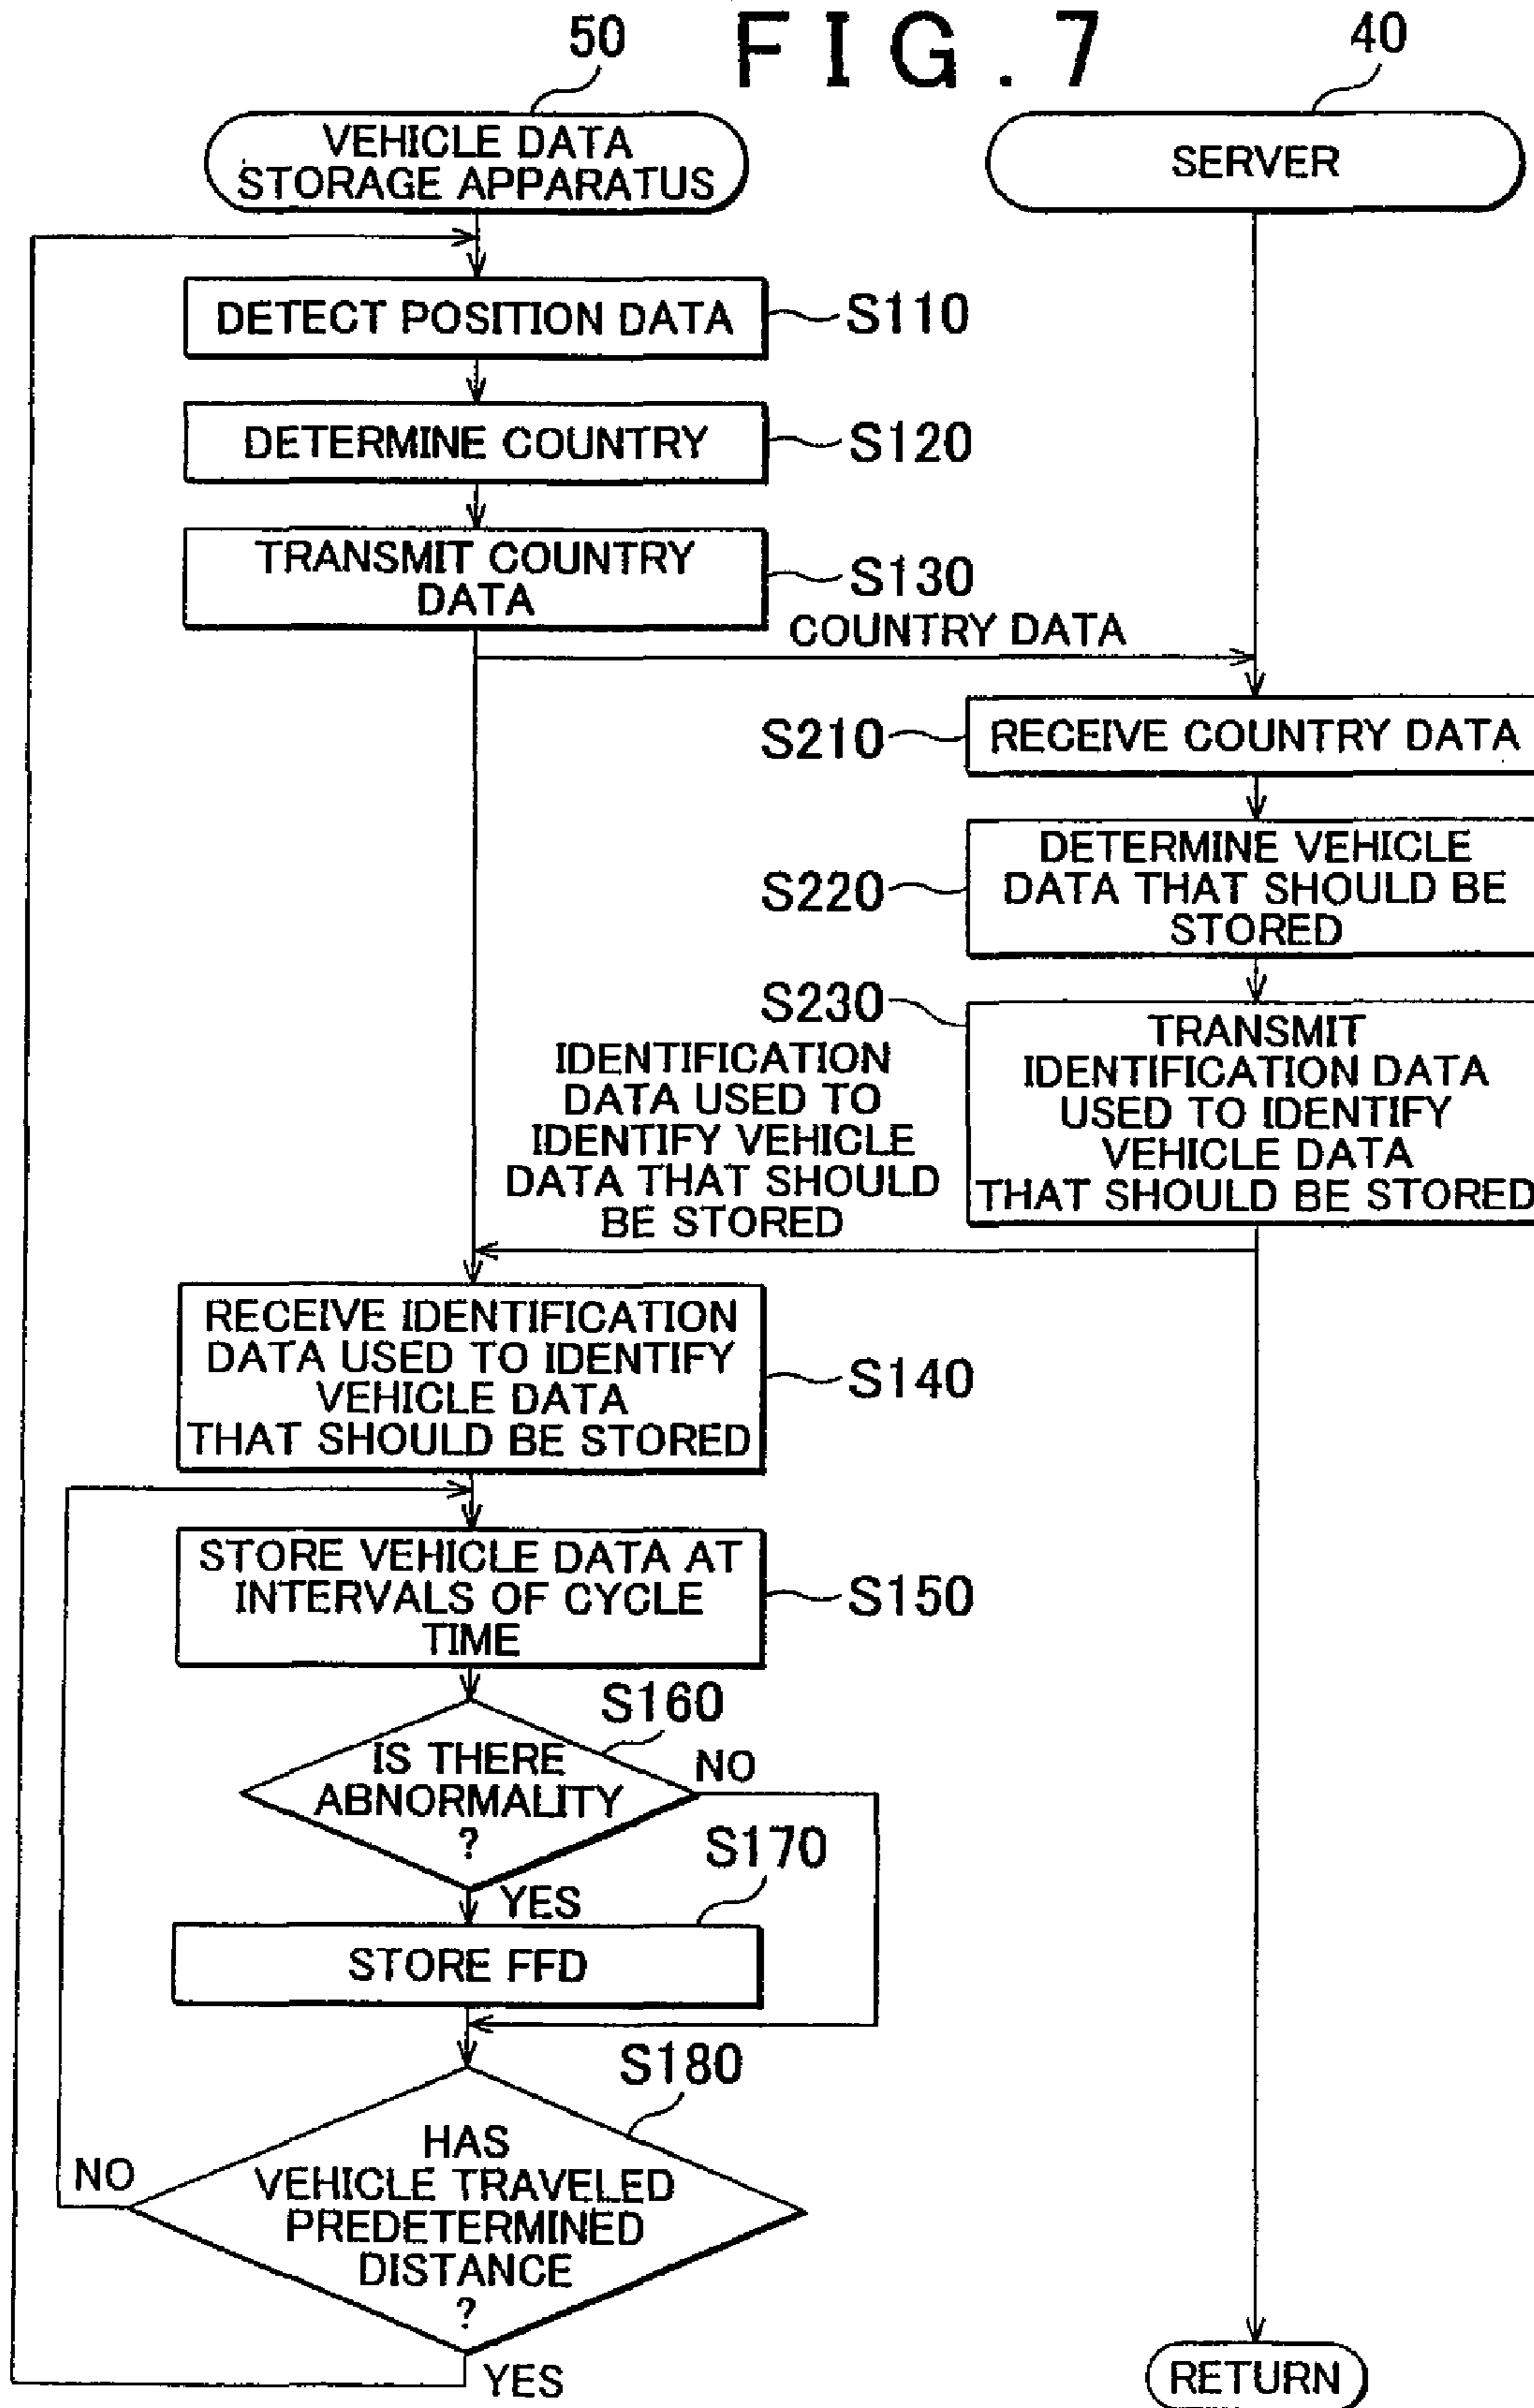 FIG.7
50
40
VEHICLE DATA
STORAGE APPARATUS
SERVER
DETECT POSITION DATA
S110
DETERMINE COUNTRY
S120
TRANSMIT COUNTRY
DATA
S130
COUNTRY DATA
S210
RECEIVE COUNTRY DATA
S220
DETERMINE VEHICLE
DATA THAT SHOULD BE
STORED
S230
TRANSMIT
IDENTIFICATION DATA
USED TO IDENTIFY
VEHICLE DATA
THAT SHOULD BE STORED
IDENTIFICATION
DATA USED TO
IDENTIFY VEHICLE
DATA THAT SHOULD
BE STORED
RECEIVE IDENTIFICATION
DATA USED TO IDENTIFY
VEHICLE DATA
THAT SHOULD BE STORED
S140
STORE VEHICLE DATA AT
INTERVALS OF CYCLE
TIME
S150
S160
IS THERE
ABNORMALITY
?
NO
YES
S170
STORE FFD
S180
HAS
VEHICLE TRAVELED
PREDETERMINED
DISTANCE
?
NO
YES
RETURN